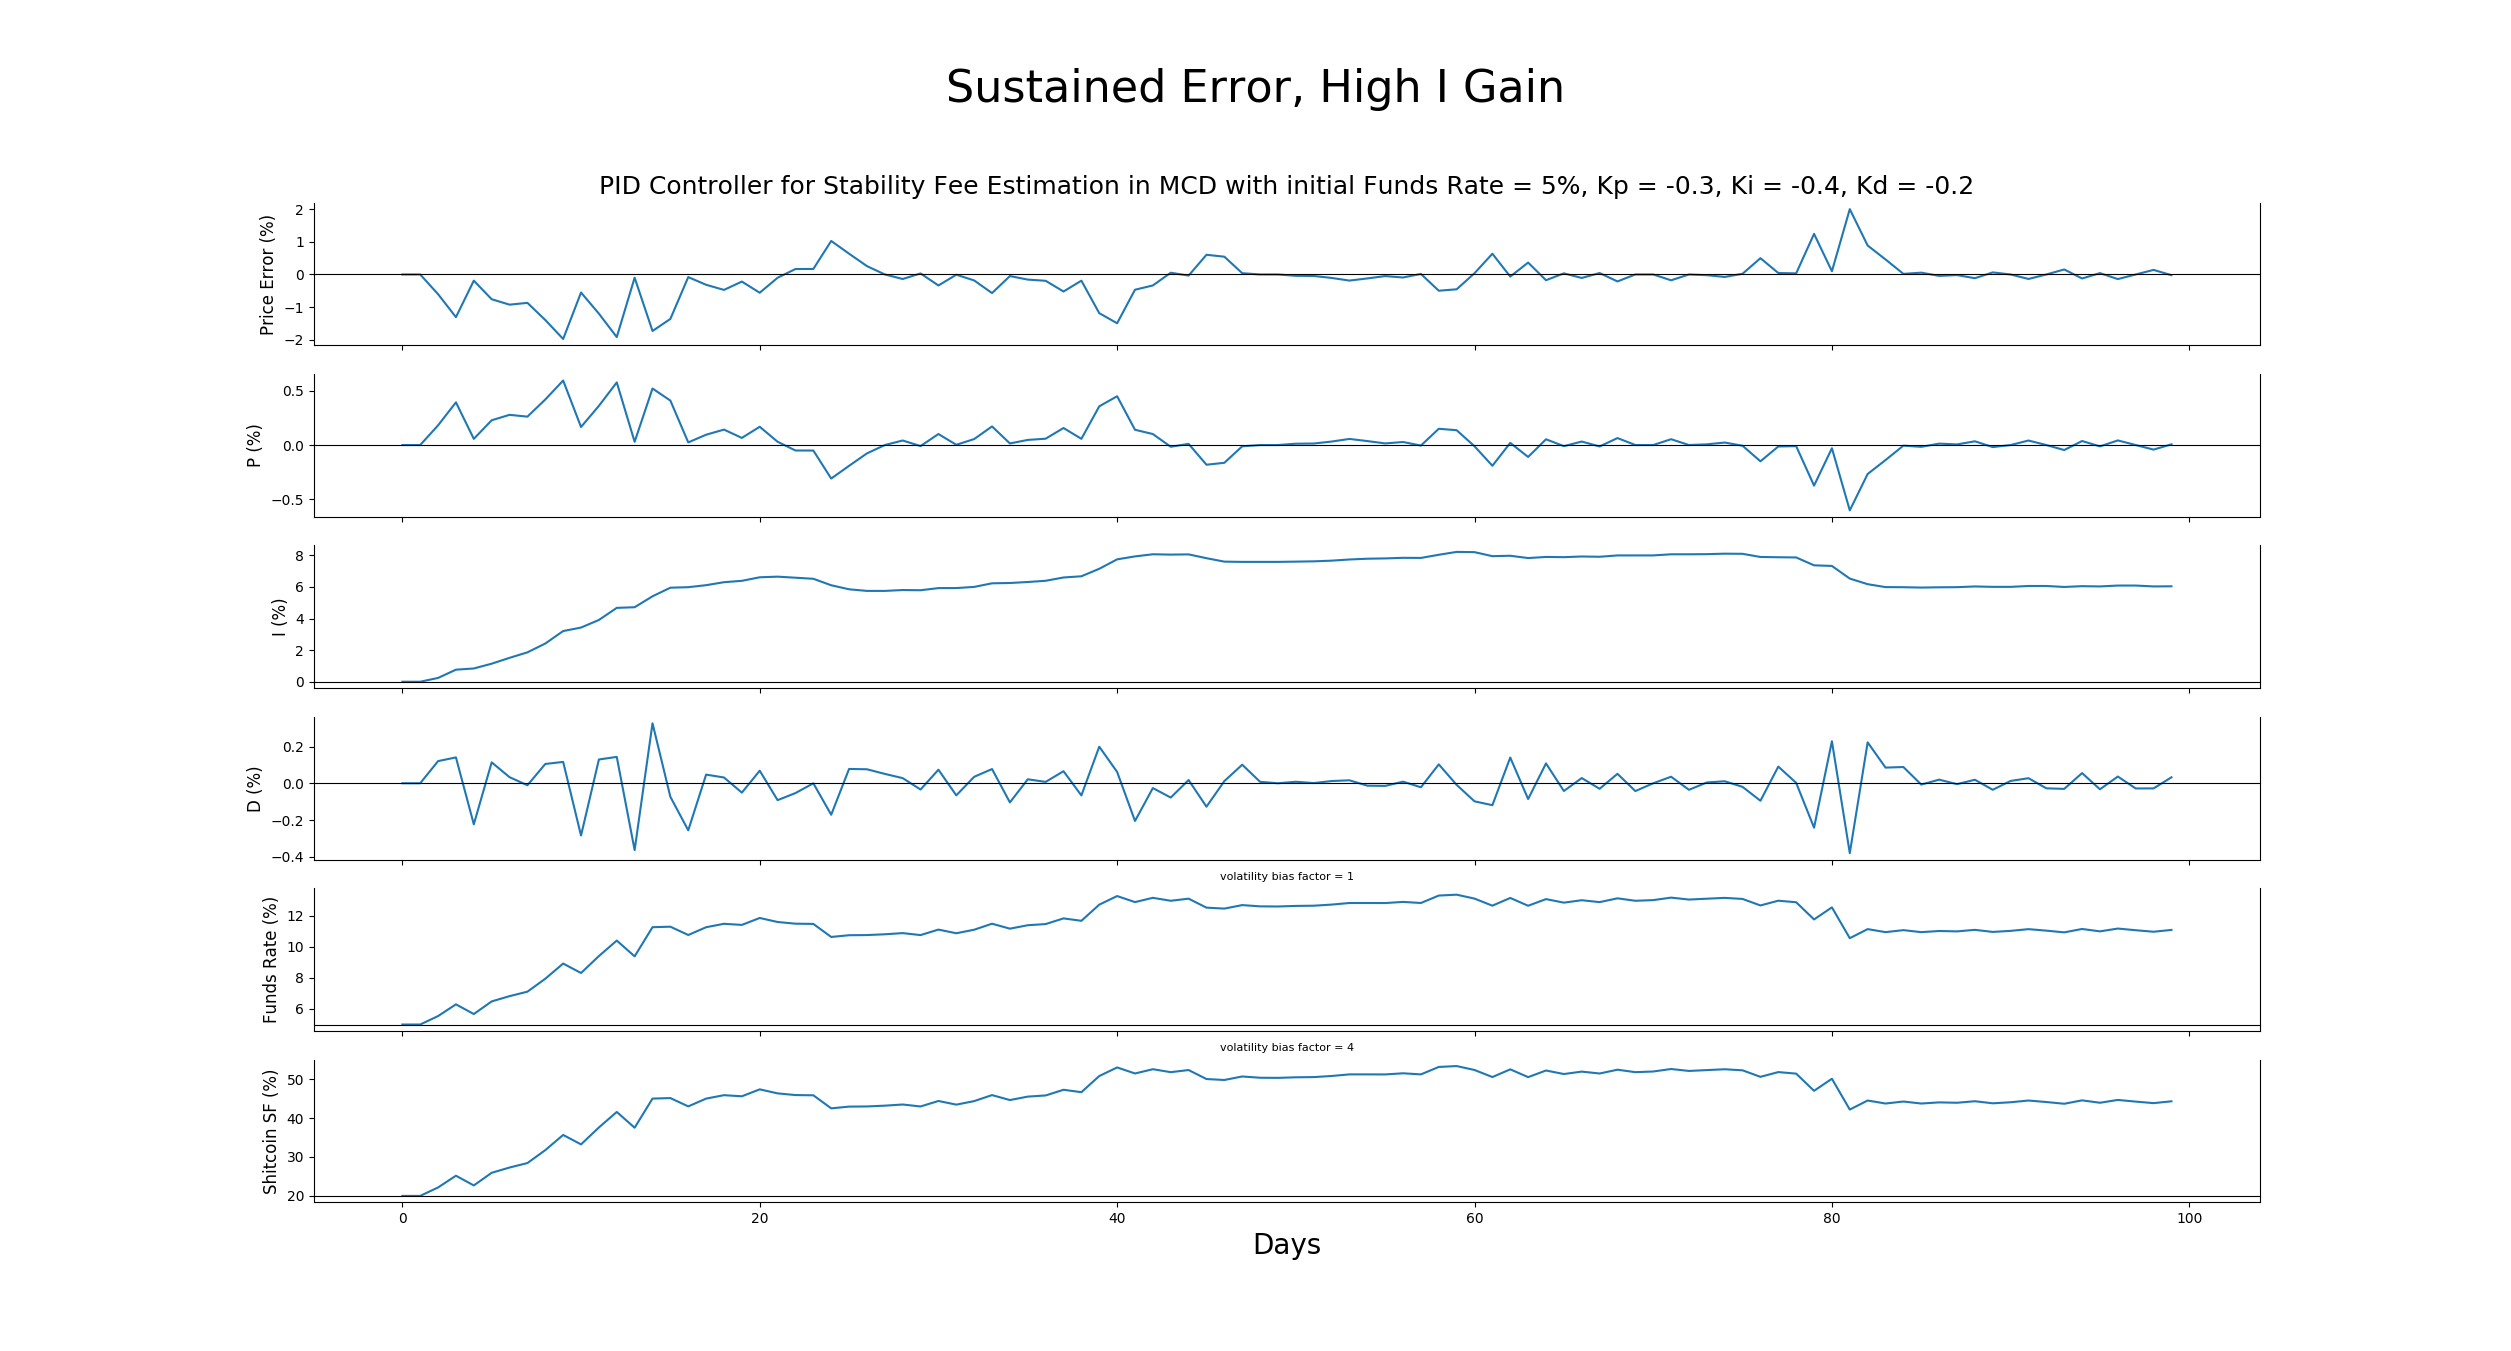 Sustained Error, High I Gain
PID Controller for Stability Fee Estimation in MCD with initial Funds Rate = 5%, Kp = -0.3, Ki = -0.4, Kd = -0.2
Price Error (%)
2
1
0
−1
−2
P (%)
0.5
0.0
−0.5
I (%)
8
6
4
2
0
D (%)
0.2
0.0
−0.2
−0.4
volatility bias factor = 1
Funds Rate (%)
12
10
8
6
volatility bias factor = 4
Shitcoin SF (%)
50
40
30
20
0 20 40 60 80 100
Days